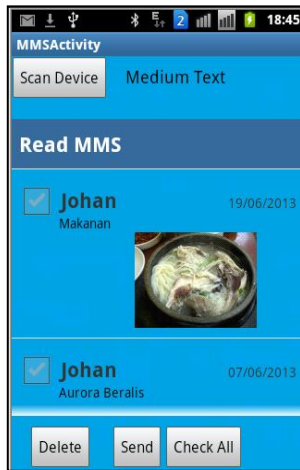 E 2 18:45
MMSActivity
Scan Device Medium Text
Read MMS
Johan 19/06/2013
Makanan
Johan 07/06/2013
Aurora Beralis
Delete Send Check All